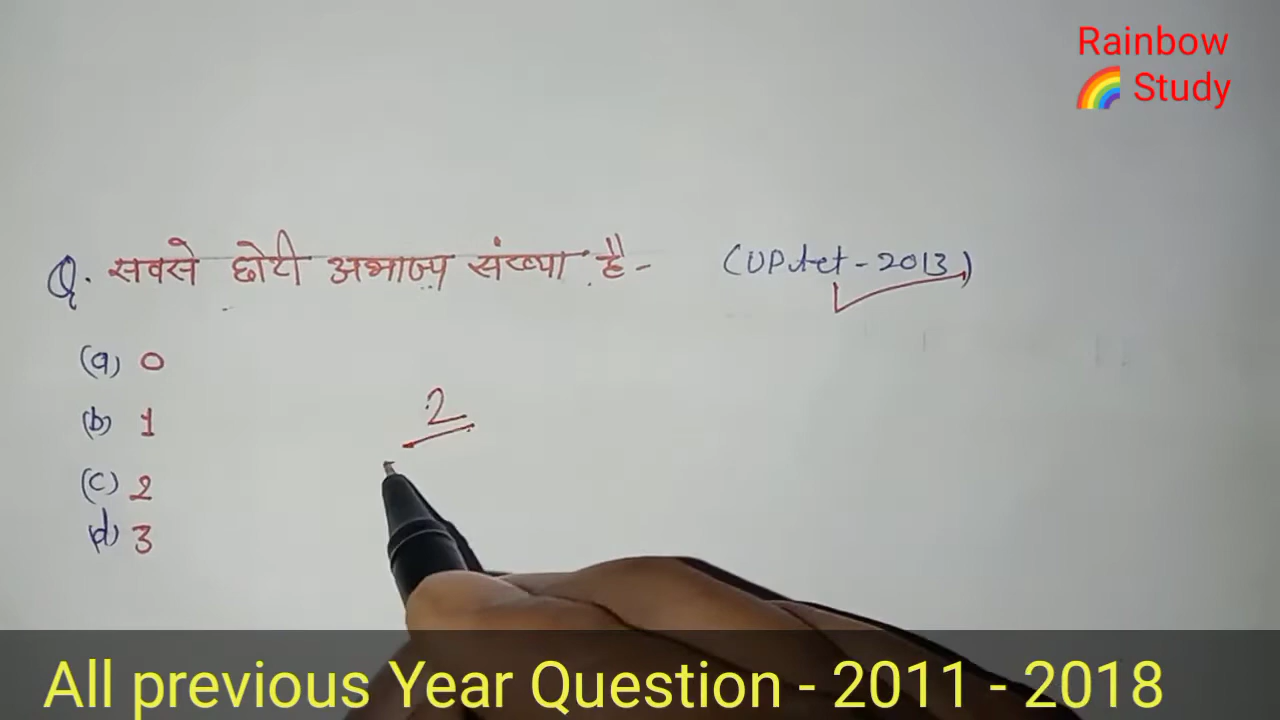 Rainbow
Study
Q. सबसे छोटी अभाज्य संख्या है - (UPtet - 2013)
(a) 0
(b) 1
2
(c) 2
(d) 3
All previous Year Question - 2011 - 2018